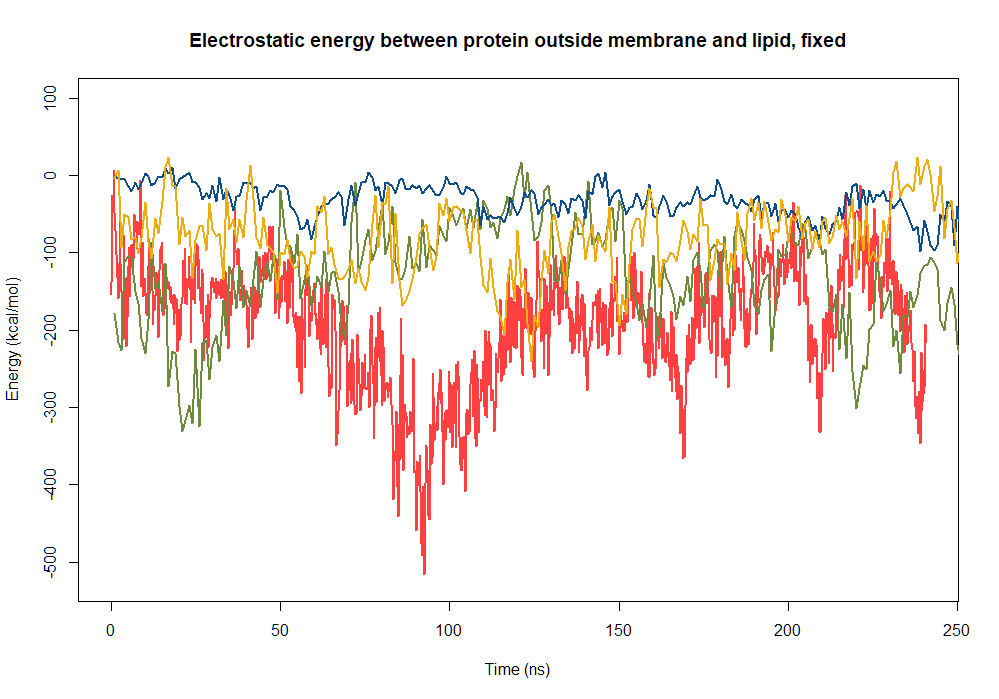 Electrostatic energy between protein outside membrane and lipid, fixed
Energy (kcal/mol)
100
0
-100
-200
-300
-400
-500
0 50 100 150 200 250
Time (ns)